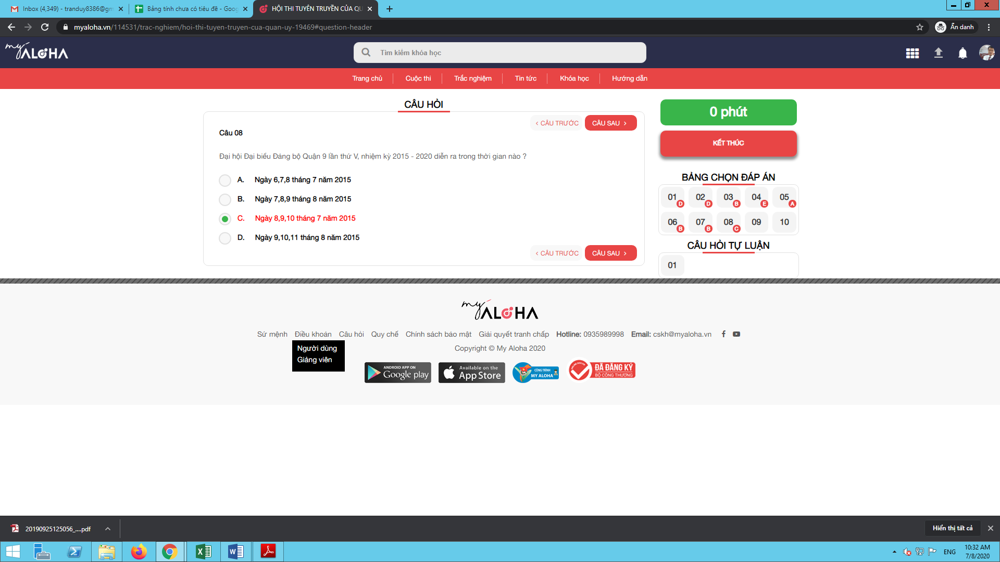 Inbox (4,349) - tranduy8386@gm
Bảng tính chưa có tiêu đề - Goog
HỘI THI TUYÊN TRUYỀN CỦA QU
myaloha.vn/114531/trac-nghiem/hoi-thi-tuyen-truyen-cua-quan-uy-19469#question-header
Ẩn danh
my ALOHA
Tìm kiếm khóa học
Trang chủ
Cuộc thi
Trắc nghiệm
Tin tức
Khóa học
Hướng dẫn
CÂU HỎI
< CÂU TRƯỚC
CÂU SAU >
Câu 08
Đại hội Đại biểu Đảng bộ Quận 9 lần thứ V, nhiệm kỳ 2015 - 2020 diễn ra trong thời gian nào ?
A. Ngày 6,7,8 tháng 7 năm 2015
B. Ngày 7,8,9 tháng 8 năm 2015
C. Ngày 8,9,10 tháng 7 năm 2015
D. Ngày 9,10,11 tháng 8 năm 2015
< CÂU TRƯỚC
CÂU SAU >
0 phút
KẾT THÚC
BẢNG CHỌN ĐÁP ÁN
01 D 02 D 03 B 04 E 05 A
06 B 07 B 08 C 09 10
CÂU HỎI TỰ LUẬN
01
my ALOHA
Sứ mệnh Điều khoản Câu hỏi Quy chế Chính sách bảo mật Giải quyết tranh chấp Hotline: 0935989998 Email: cskh@myaloha.vn
Người dùng
Giảng viên
Copyright © My Aloha 2020
ANDROID APP ON
Google play
Available on the
App Store
CÔNG TRÌNH
MY ALOHA
ĐÃ ĐĂNG KÝ
BỘ CÔNG THƯƠNG
20190925125056_....pdf
Hiển thị tất cả
ENG
10:32 AM
7/8/2020